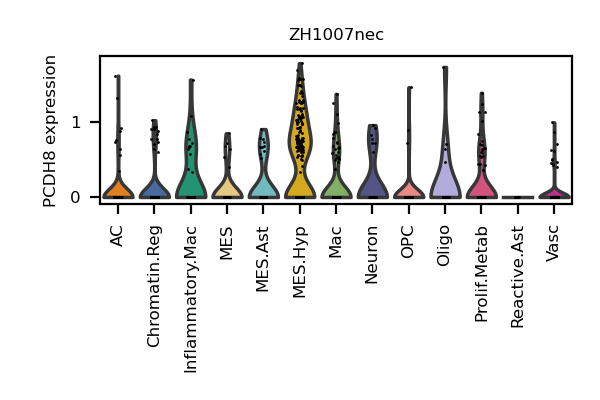 ZH1007nec
PCDH8 expression
1
0
AC
Chromatin.Reg
Inflammatory.Mac
MES
MES.Ast
MES.Hyp
Mac
Neuron
OPC
Oligo
Prolif.Metab
Reactive.Ast
Vasc